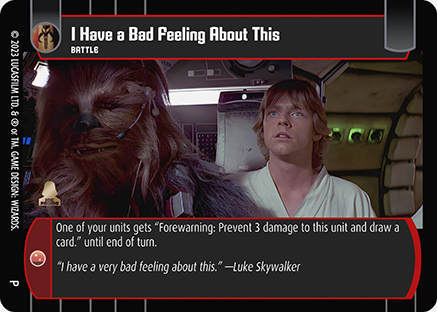 I Have a Bad Feeling About This
BATTLE
© 2023 LUCASFILM LTD. & ® or TM. GAME DESIGN: WIZARDS.
One of your units gets “Forewarning: Prevent 3 damage to this unit and draw a
card.” until end of turn.
“I have a very bad feeling about this.” —Luke Skywalker
P